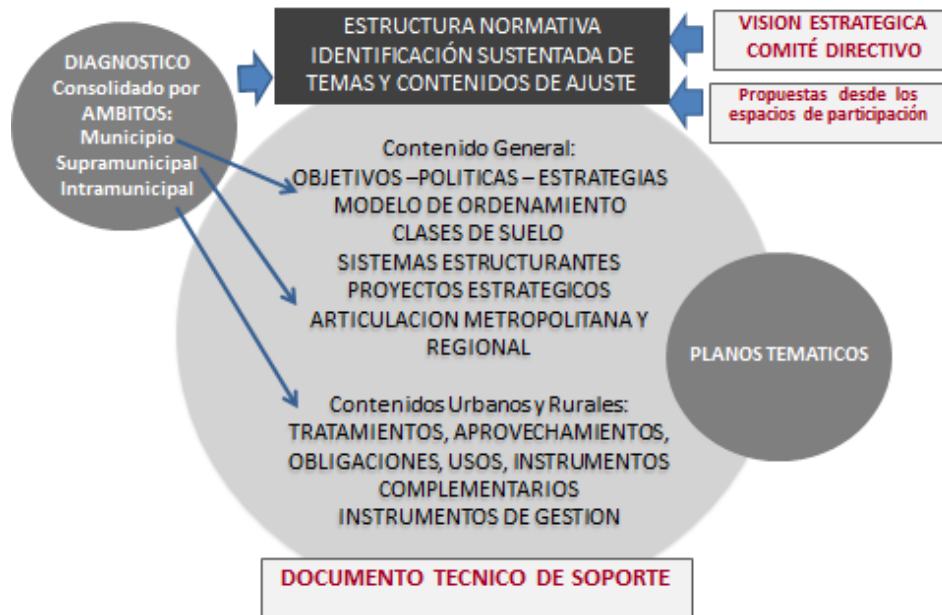 DIAGNOSTICO
Consolidado por
AMBITOS:
Municipio
Supramunicipal
Intramunicipal
ESTRUCTURA NORMATIVA
IDENTIFICACIÓN SUSTENTADA DE
TEMAS Y CONTENIDOS DE AJUSTE
VISION ESTRATEGICA
COMITÉ DIRECTIVO
Propuestas desde los
espacios de participación
Contenido General:
OBJETIVOS –POLITICAS – ESTRATEGIAS
MODELO DE ORDENAMIENTO
CLASES DE SUELO
SISTEMAS ESTRUCTURANTES
PROYECTOS ESTRATEGICOS
ARTICULACION METROPOLITANA Y
REGIONAL
Contenidos Urbanos y Rurales:
TRATAMIENTOS, APROVECHAMIENTOS,
OBLIGACIONES, USOS, INSTRUMENTOS
COMPLEMENTARIOS
INSTRUMENTOS DE GESTION
PLANOS TEMATICOS
DOCUMENTO TECNICO DE SOPORTE